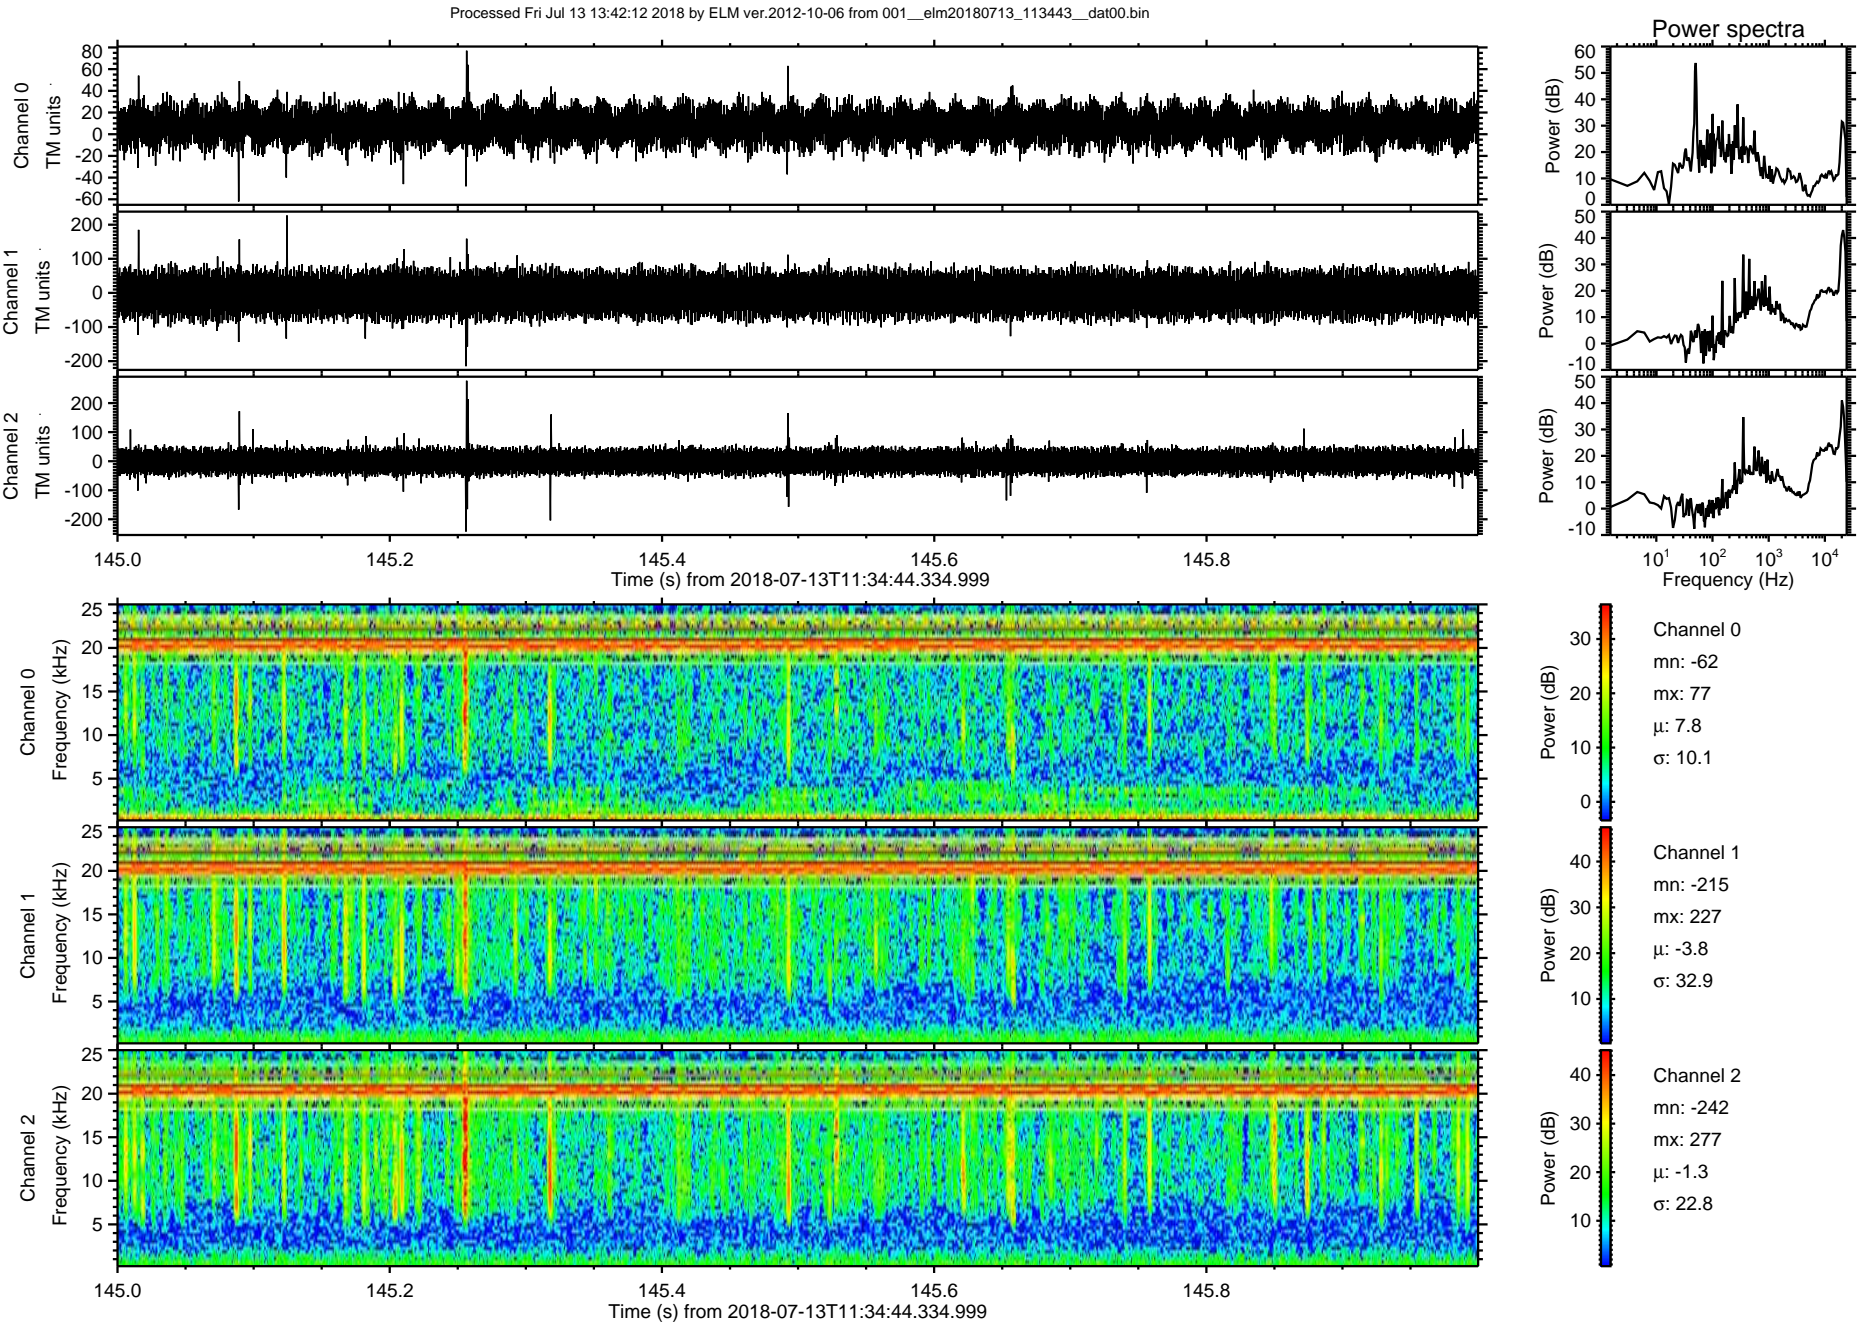 Processed Fri Jul 13 13:42:12 2018 by ELM ver.2012-10-06 from 001__elm20180713_113443__dat00.bin
Power spectra
Channel 0
TM units
80
60
40
20
0
-20
-40
-60
Power (dB)
60
50
40
30
20
10
0
Channel 1
TM units
200
100
0
-100
-200
Power (dB)
50
40
30
20
10
0
-10
Channel 2
TM units
200
100
0
-100
-200
Power (dB)
50
40
30
20
10
0
-10
145.0 145.2 145.4 145.6 145.8
Time (s) from 2018-07-13T11:34:44.334.999
10¹ 10² 10³ 10⁴
Frequency (Hz)
Channel 0
Frequency (kHz)
25
20
15
10
5
Power (dB)
30
20
10
0
Channel 0
mn: -62
mx: 77
μ: 7.8
σ: 10.1
Channel 1
Frequency (kHz)
25
20
15
10
5
Power (dB)
40
30
20
10
Channel 1
mn: -215
mx: 227
μ: -3.8
σ: 32.9
Channel 2
Frequency (kHz)
25
20
15
10
5
Power (dB)
40
30
20
10
Channel 2
mn: -242
mx: 277
μ: -1.3
σ: 22.8
145.0 145.2 145.4 145.6 145.8
Time (s) from 2018-07-13T11:34:44.334.999